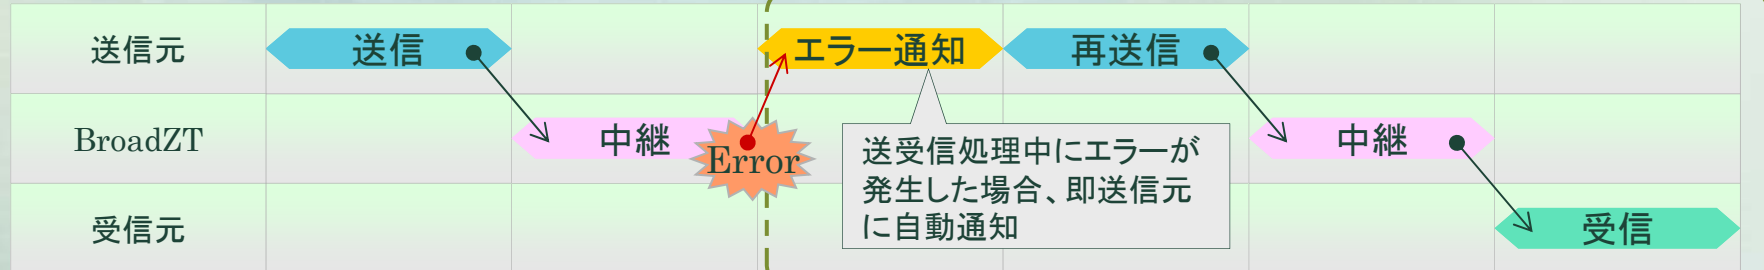 送信元
送信
エラー通知
再送信
BroadZT
中継
Error
送受信処理中にエラーが
発生した場合、即送信元
に自動通知
中継
受信元
受信